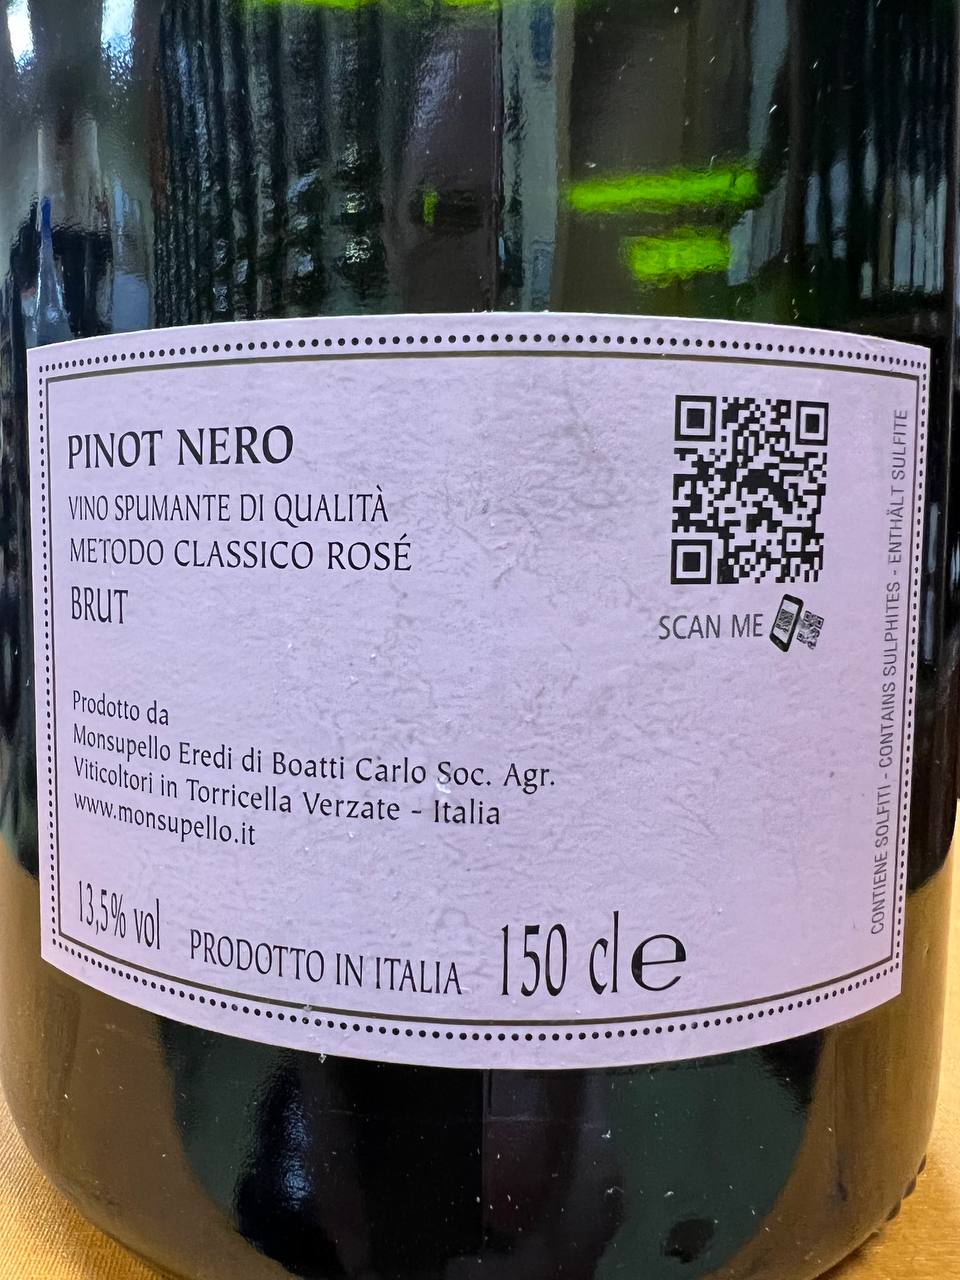 PINOT NERO
VINO SPUMANTE DI QUALITÀ
METODO CLASSICO ROSÉ
BRUT
SCAN ME
Prodotto da
Monsupello Eredi di Boatti Carlo Soc. Agr.
Viticoltori in Torricella Verzate - Italia
www.monsupello.it
13,5% vol
PRODOTTO IN ITALIA
150 cl e
CONTIENE SOLFITI - CONTAINS SULPHITES - ENTHÄLT SULFITE